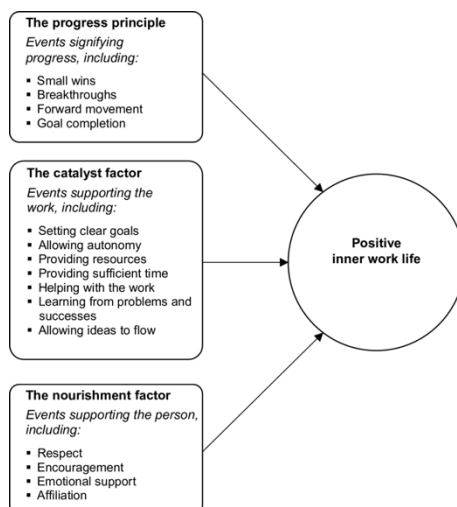 The progress principle
Events signifying
progress, including:
▪ Small wins
▪ Breakthroughs
▪ Forward movement
▪ Goal completion
The catalyst factor
Events supporting the
work, including:
▪ Setting clear goals
▪ Allowing autonomy
▪ Providing resources
▪ Providing sufficient time
▪ Helping with the work
▪ Learning from problems and
successes
▪ Allowing ideas to flow
Positive
inner work life
The nourishment factor
Events supporting the person,
including:
▪ Respect
▪ Encouragement
▪ Emotional support
▪ Affiliation